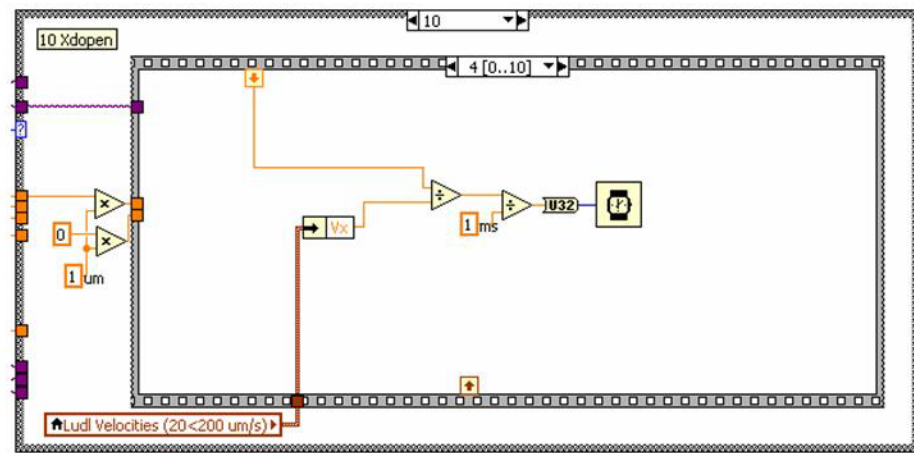 10
10 Xdopen
4 [0..10]
?
×
÷
÷
U32
0
×
Vx
1 ms
1 um
Ludl Velocities (20<200 um/s)